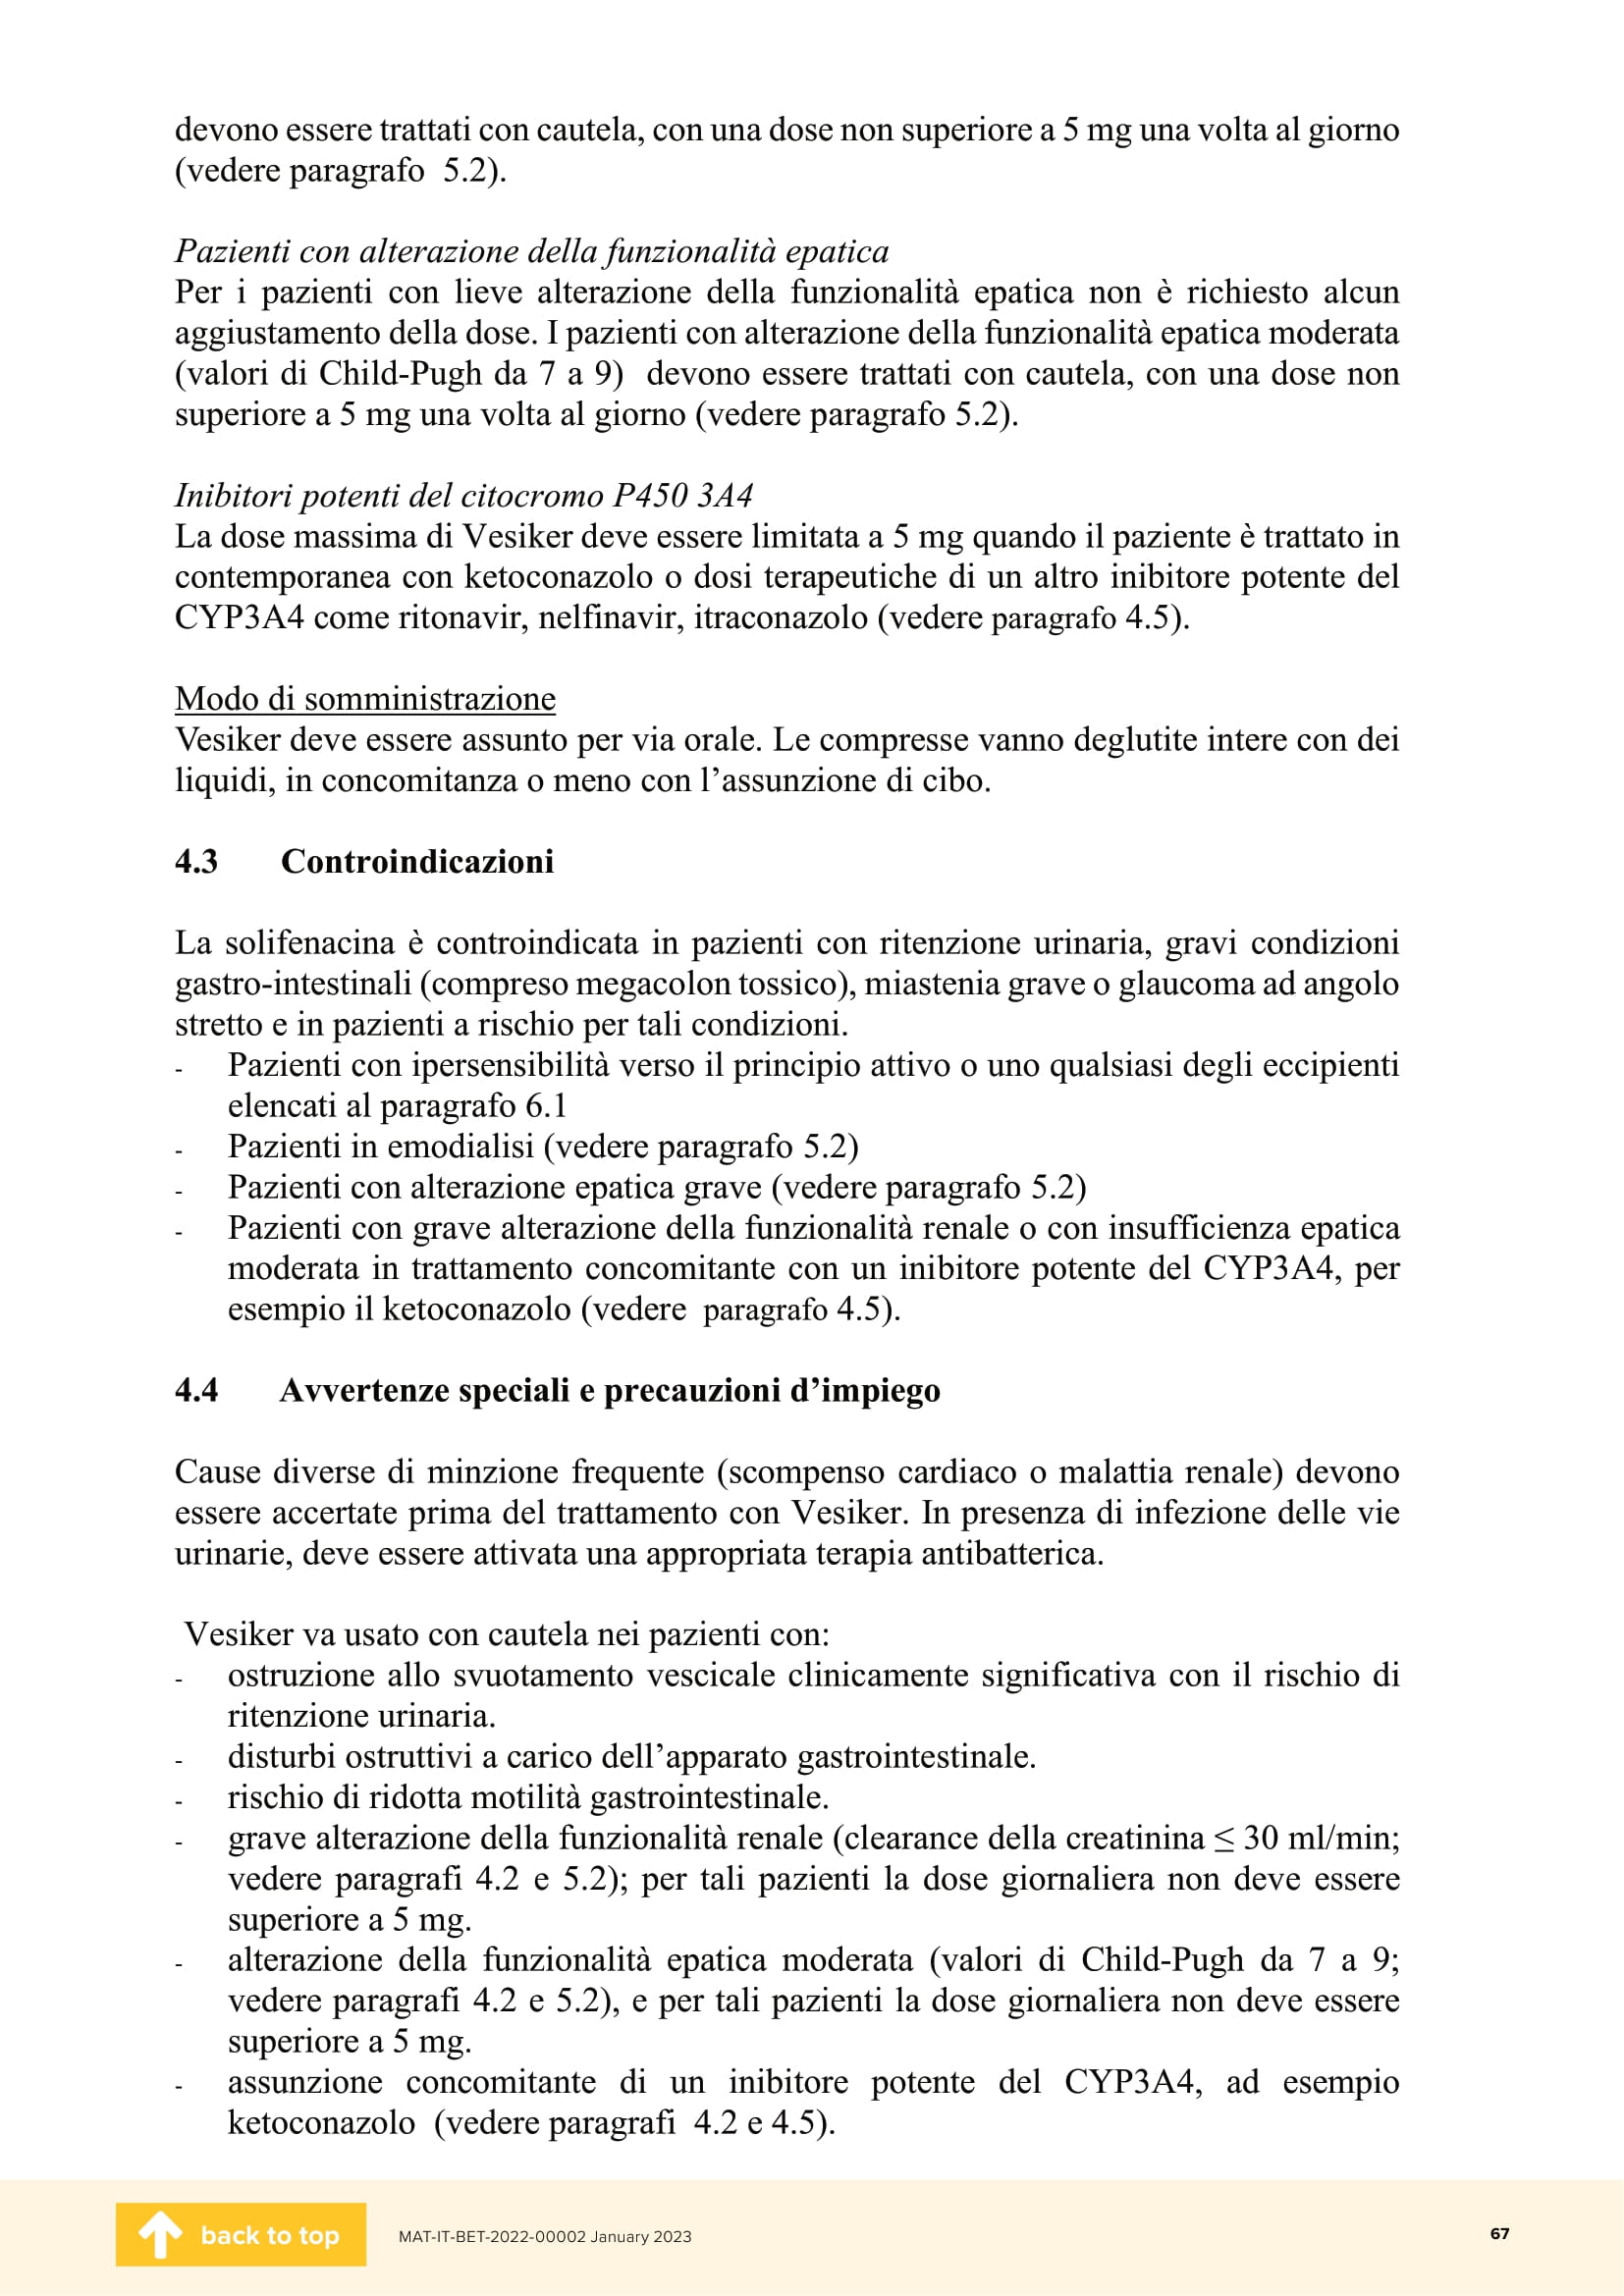 devono essere trattati con cautela, con una dose non superiore a 5 mg una volta al giorno
(vedere paragrafo  5.2).
Pazienti con alterazione della funzionalità epatica
Per i pazienti con lieve alterazione della funzionalità epatica non è richiesto alcun
aggiustamento della dose. I pazienti con alterazione della funzionalità epatica moderata
(valori di Child-Pugh da 7 a 9)  devono essere trattati con cautela, con una dose non
superiore a 5 mg una volta al giorno (vedere paragrafo 5.2).
Inibitori potenti del citocromo P450 3A4
La dose massima di Vesiker deve essere limitata a 5 mg quando il paziente è trattato in
contemporanea con ketoconazolo o dosi terapeutiche di un altro inibitore potente del
CYP3A4 come ritonavir, nelfinavir, itraconazolo (vedere paragrafo 4.5).
Modo di somministrazione
Vesiker deve essere assunto per via orale. Le compresse vanno deglutite intere con dei
liquidi, in concomitanza o meno con l’assunzione di cibo.
4.3 Controindicazioni
La solifenacina è controindicata in pazienti con ritenzione urinaria, gravi condizioni
gastro-intestinali (compreso megacolon tossico), miastenia grave o glaucoma ad angolo
stretto e in pazienti a rischio per tali condizioni.
- Pazienti con ipersensibilità verso il principio attivo o uno qualsiasi degli eccipienti
elencati al paragrafo 6.1
- Pazienti in emodialisi (vedere paragrafo 5.2)
- Pazienti con alterazione epatica grave (vedere paragrafo 5.2)
- Pazienti con grave alterazione della funzionalità renale o con insufficienza epatica
moderata in trattamento concomitante con un inibitore potente del CYP3A4, per
esempio il ketoconazolo (vedere  paragrafo 4.5).
4.4 Avvertenze speciali e precauzioni d’impiego
Cause diverse di minzione frequente (scompenso cardiaco o malattia renale) devono
essere accertate prima del trattamento con Vesiker. In presenza di infezione delle vie
urinarie, deve essere attivata una appropriata terapia antibatterica.
Vesiker va usato con cautela nei pazienti con:
- ostruzione allo svuotamento vescicale clinicamente significativa con il rischio di
ritenzione urinaria.
- disturbi ostruttivi a carico dell’apparato gastrointestinale.
- rischio di ridotta motilità gastrointestinale.
- grave alterazione della funzionalità renale (clearance della creatinina ≤ 30 ml/min;
vedere paragrafi 4.2 e 5.2); per tali pazienti la dose giornaliera non deve essere
superiore a 5 mg.
- alterazione della funzionalità epatica moderata (valori di Child-Pugh da 7 a 9;
vedere paragrafi 4.2 e 5.2), e per tali pazienti la dose giornaliera non deve essere
superiore a 5 mg.
- assunzione concomitante di un inibitore potente del CYP3A4, ad esempio
ketoconazolo  (vedere paragrafi  4.2 e 4.5).
back to top MAT-IT-BET-2022-00002 January 2023 67